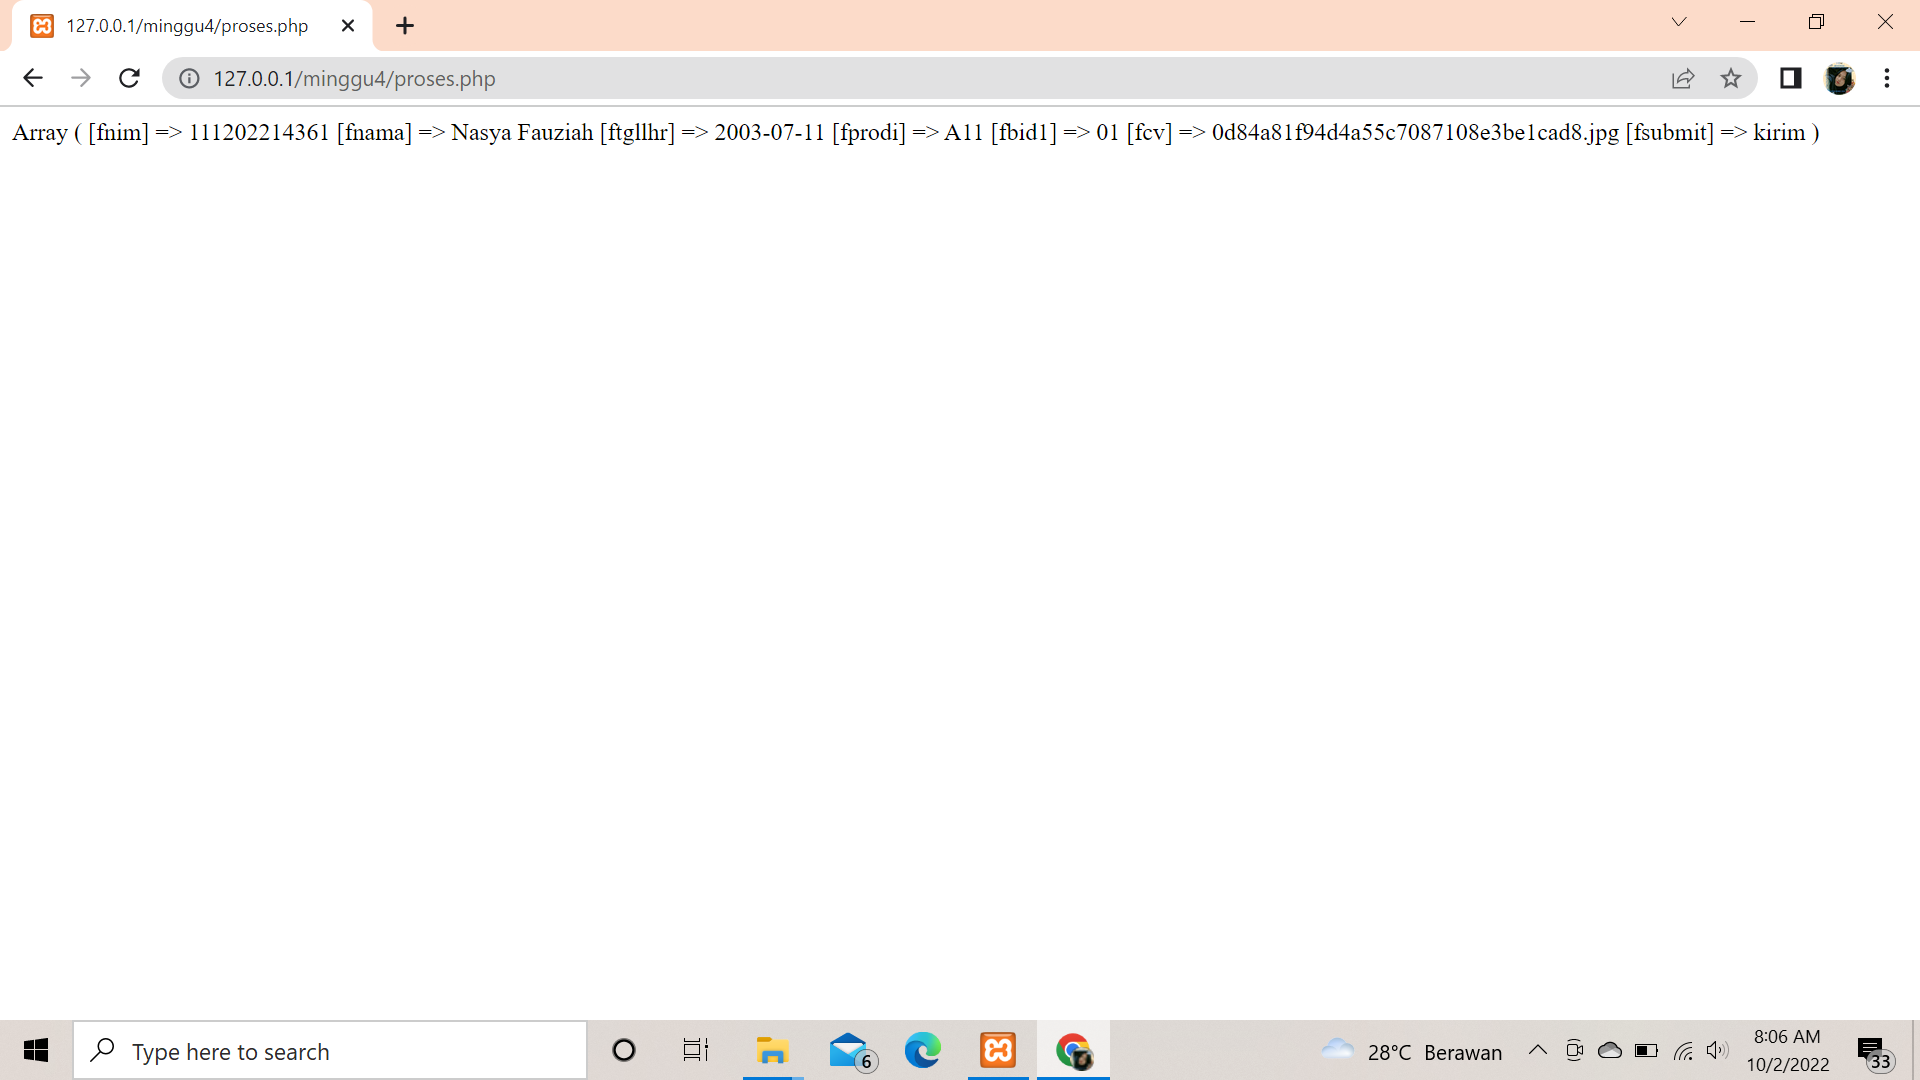 127.0.0.1/minggu4/proses.php
127.0.0.1/minggu4/proses.php
Array ( [fnim] => 111202214361 [fnama] => Nasya Fauziah [ftgllhr] => 2003-07-11 [fprodi] => A11 [fbid1] => 01 [fcv] => 0d84a81f94d4a55c7087108e3be1cad8.jpg [fsubmit] => kirim )
Type here to search
6
28°C Berawan
8:06 AM
10/2/2022
33